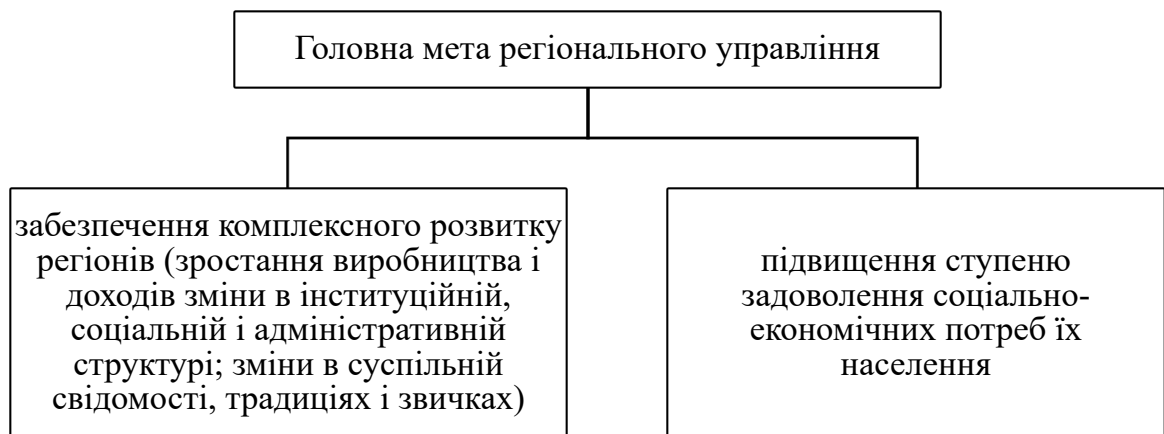 Головна мета регіонального управління
забезпечення комплексного розвитку
регіонів (зростання виробництва і
доходів зміни в інституційній,
соціальній і адміністративній
структурі; зміни в суспільній
свідомості, традиціях і звичках)
підвищення ступеню
задоволення соціально-
економічних потреб їх
населення